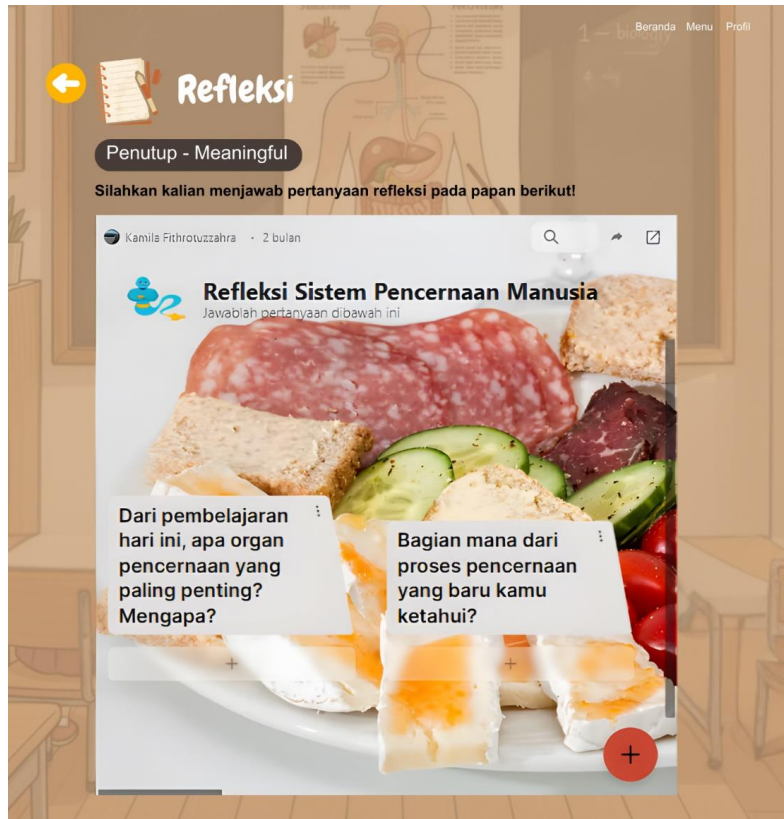 Beranda Menu Profil
1 - biology
Refleksi
Penutup - Meaningful
Silahkan kalian menjawab pertanyaan refleksi pada papan berikut!
Kamila Fithrotuzzahra • 2 bulan
Refleksi Sistem Pencernaan Manusia
Jawablah pertanyaan dibawah ini
Dari pembelajaran
hari ini, apa organ
pencernaan yang
paling penting?
Mengapa?
Bagian mana dari
proses pencernaan
yang baru kamu
ketahui?